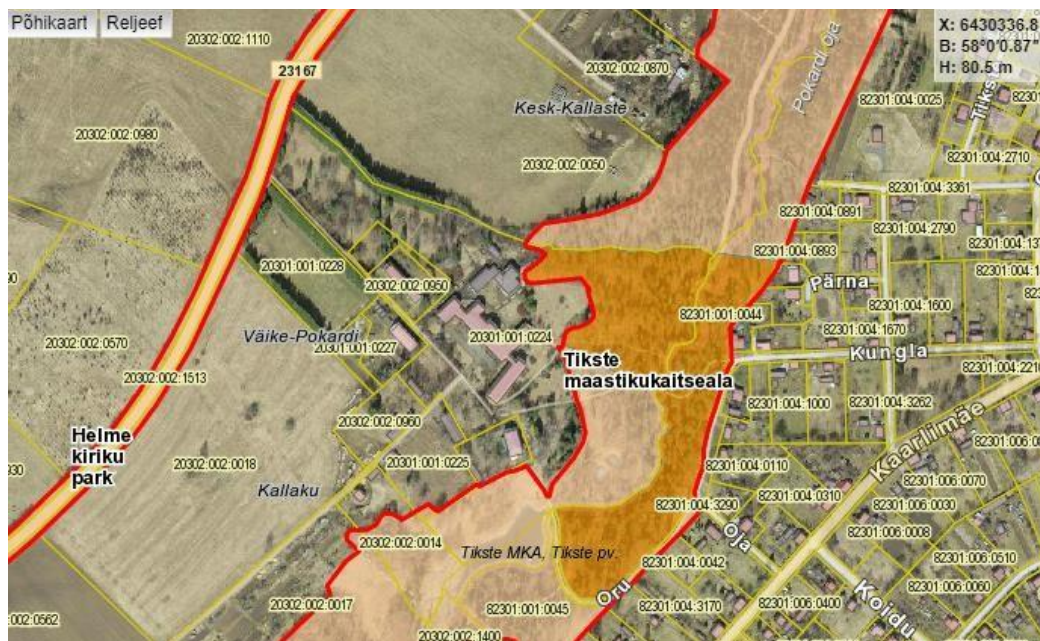 Põhikaart
Reljeef
X: 6430336.8
B: 58°0'0.87"
H: 80.5 m
20302:002:1110
23167
20302:002:0870
Pokardi oja
Kesk-Kallaste
82301:004:0025
Tiks
20302:002:0980
82301:004:2710
20302:002:0050
82301:004:3361
82301:004:0891
82301:004:2790
82301:004:0893
20301:001:0228
20302:002:0950
Pärna
82301:001:0044
82301:004:1600
Väike-Pokardi
20301:001:0224
20301:001:0227
82301:004:1670
20302:002:0570
Kungla
Tikste
maastikukaitseala
82301:004:2210
20302:002:1513
82301:004:1000
82301:004:3262
20302:002:0960
Kaarlimäe
Helme
kiriku
park
20302:002:0018
20301:001:0225
82301:004:0110
82301:006:0070
Kallaku
82301:004:0310
82301:006:0030
82301:004:3290
Oja
82301:006:0008
20302:002:0014
Tikste MKA, Tikste pv.
82301:006:0510
82301:004:0042
82301:006:0060
Oru
20302:002:0017
82301:001:0045
82301:004:3170
82301:006:0400
Koidu
:002:0562
20302:002:1400